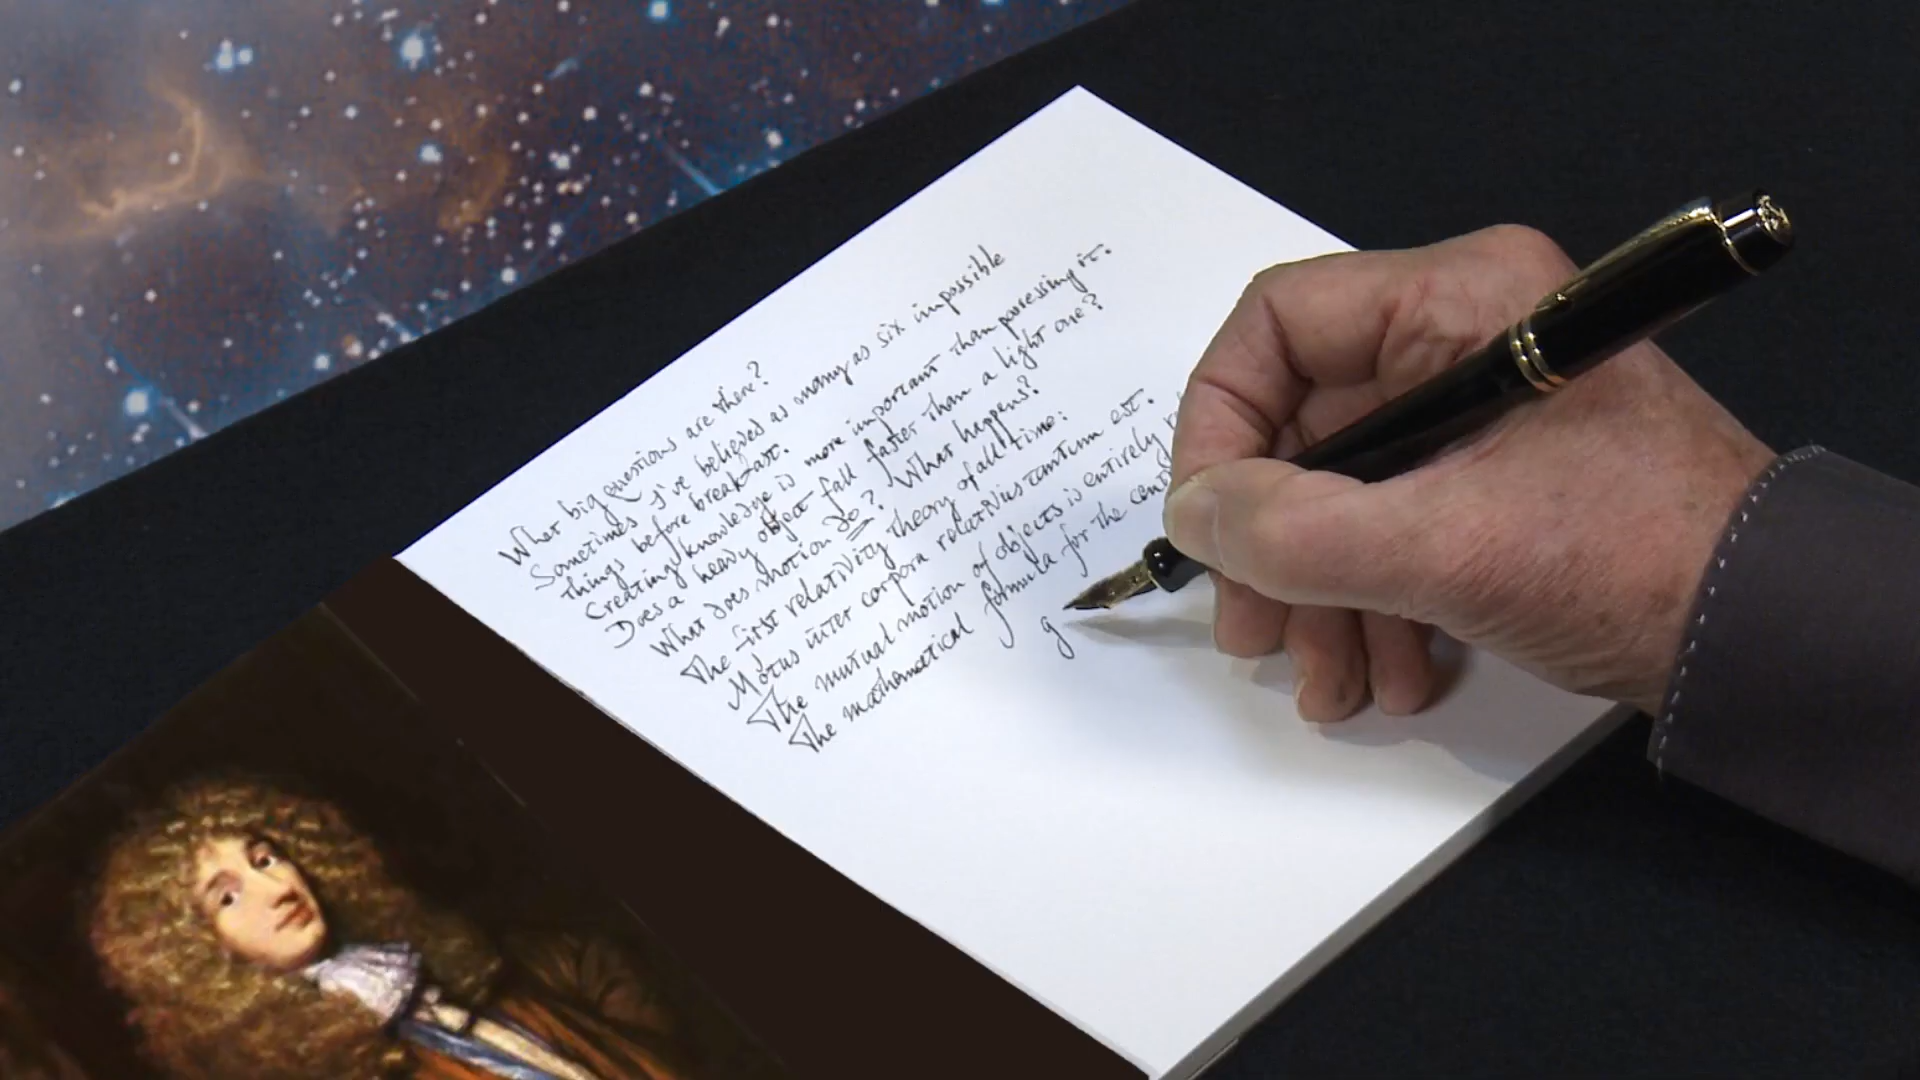 What big questions are there?
Sometimes I've believed as many as six impossible
things before breakfast.
Creating knowledge is more important than possessing it.
Does a heavy object fall faster than a light one?
What does motion do? What happens?
The first relativity theory of all time:
Motus inter corpora relativus tantum est.
The mutual motion of objects is entirely
The mathematical formula for the
g